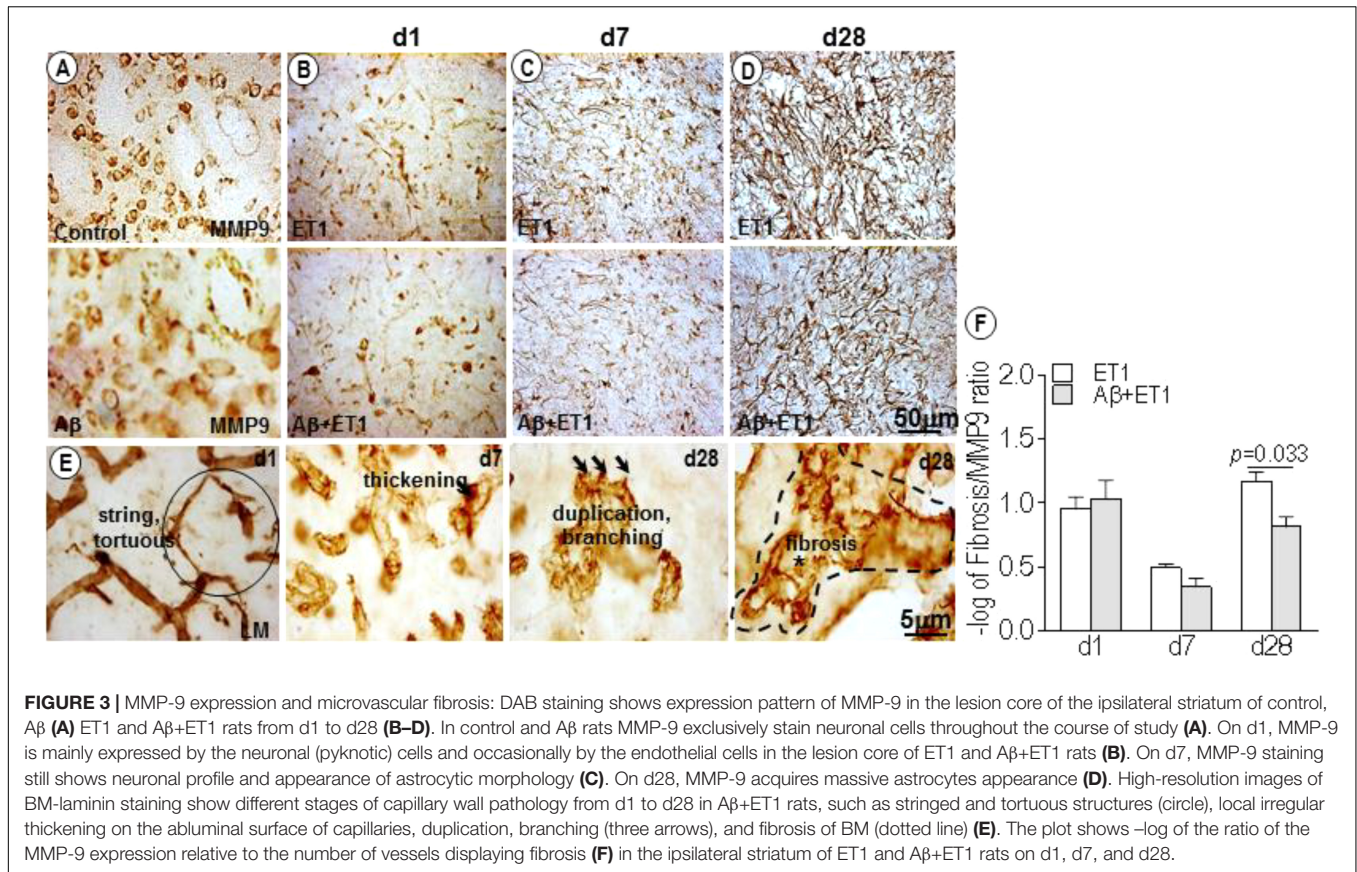 d1 d7 d28
A B C D
Control MMP9 ET1 ET1 ET1
Aβ MMP9 Aβ+ET1 Aβ+ET1 Aβ+ET1 50μm
E d1 d7 d28 d28
string, tortuous
LM
thickening
duplication, branching
fibrosis
*
5μm
F
-log of Fibrosis/MMP9 ratio
2.0
1.5
1.0
0.5
0.0
ET1
Aβ+ET1
p=0.033
d1 d7 d28
FIGURE 3 | MMP-9 expression and microvascular fibrosis: DAB staining shows expression pattern of MMP-9 in the lesion core of the ipsilateral striatum of control,
Aβ (A) ET1 and Aβ+ET1 rats from d1 to d28 (B–D). In control and Aβ rats MMP-9 exclusively stain neuronal cells throughout the course of study (A). On d1, MMP-9
is mainly expressed by the neuronal (pyknotic) cells and occasionally by the endothelial cells in the lesion core of ET1 and Aβ+ET1 rats (B). On d7, MMP-9 staining
still shows neuronal profile and appearance of astrocytic morphology (C). On d28, MMP-9 acquires massive astrocytes appearance (D). High-resolution images of
BM-laminin staining show different stages of capillary wall pathology from d1 to d28 in Aβ+ET1 rats, such as stringed and tortuous structures (circle), local irregular
thickening on the abluminal surface of capillaries, duplication, branching (three arrows), and fibrosis of BM (dotted line) (E). The plot shows –log of the ratio of the
MMP-9 expression relative to the number of vessels displaying fibrosis (F) in the ipsilateral striatum of ET1 and Aβ+ET1 rats on d1, d7, and d28.